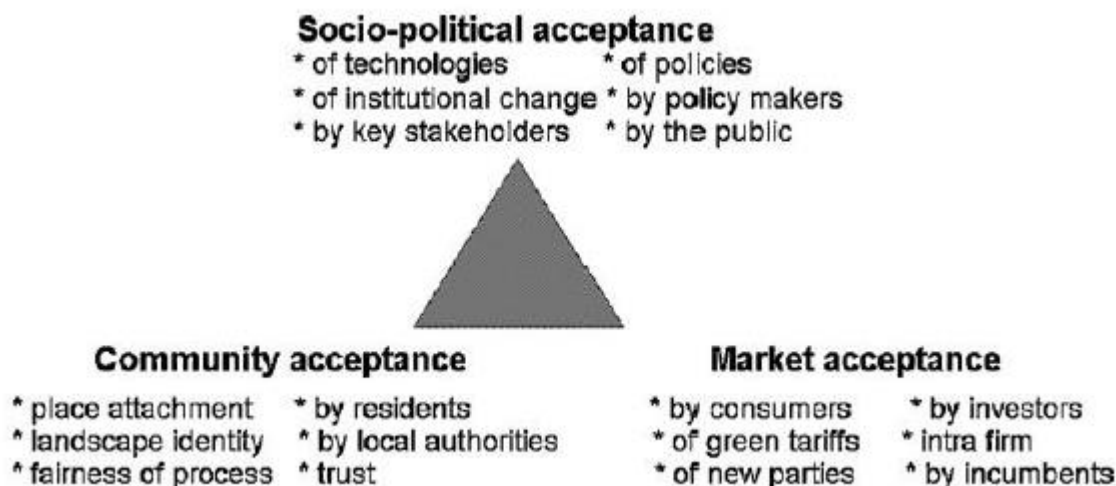 Socio-political acceptance
* of technologies * of policies
* of institutional change * by policy makers
* by key stakeholders * by the public
Community acceptance
* place attachment * by residents
* landscape identity * by local authorities
* fairness of process * trust
Market acceptance
* by consumers * by investors
* of green tariffs * intra firm
* of new parties * by incumbents